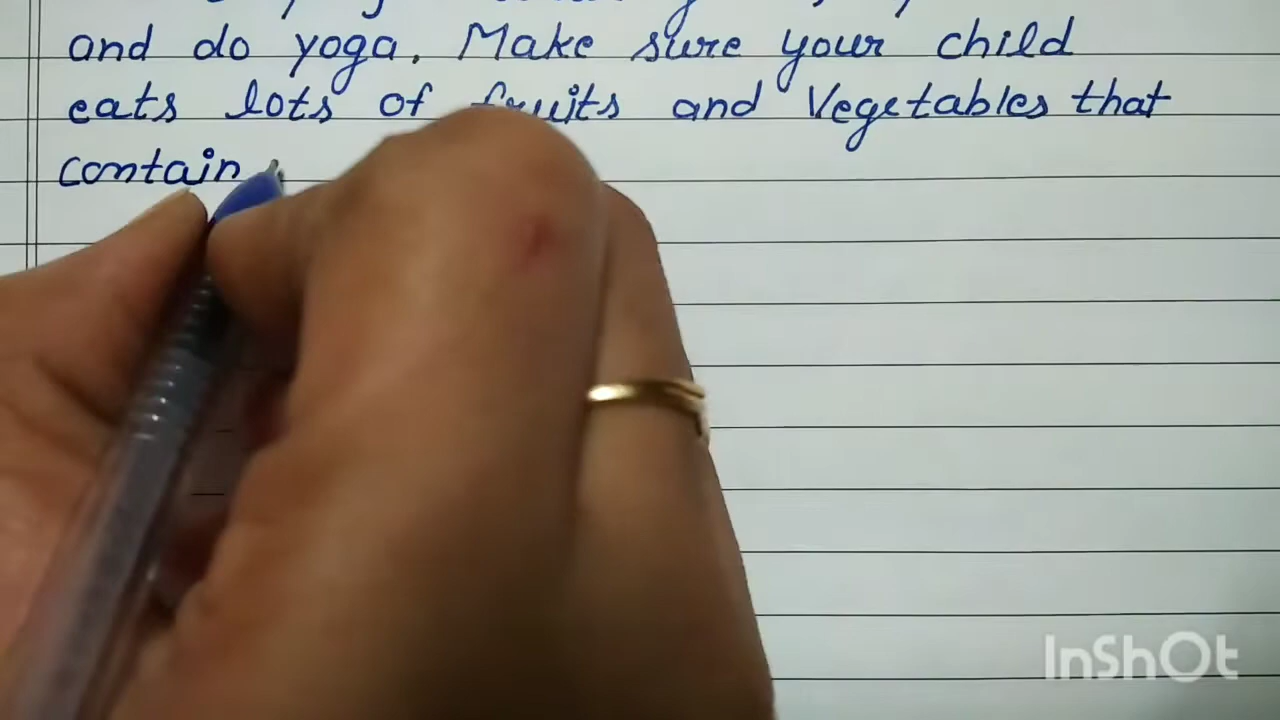 and do yoga. Make sure your child
eats lots of fruits and Vegetables that
contain
InShOt